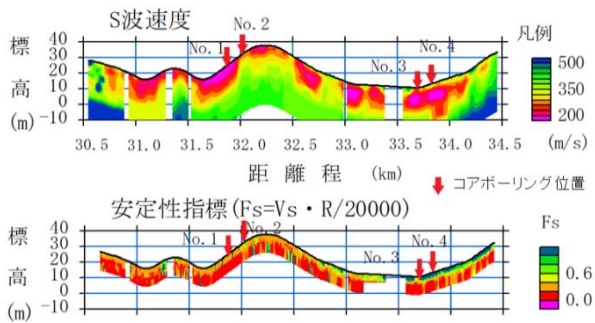 S波速度
標高(m)
40
30
20
10
0
-10
No.1
No.2
No.3
No.4
凡例
500
350
200
(m/s)
30.5 31.0 31.5 32.0 32.5 33.0 33.5 34.0 34.5
距離程 (km)
コアボーリング位置
安定性指標(Fs=Vs・R/20000)
標高(m)
40
30
20
10
0
-10
No.1
No.2
No.3
No.4
Fs
0.6
0.0